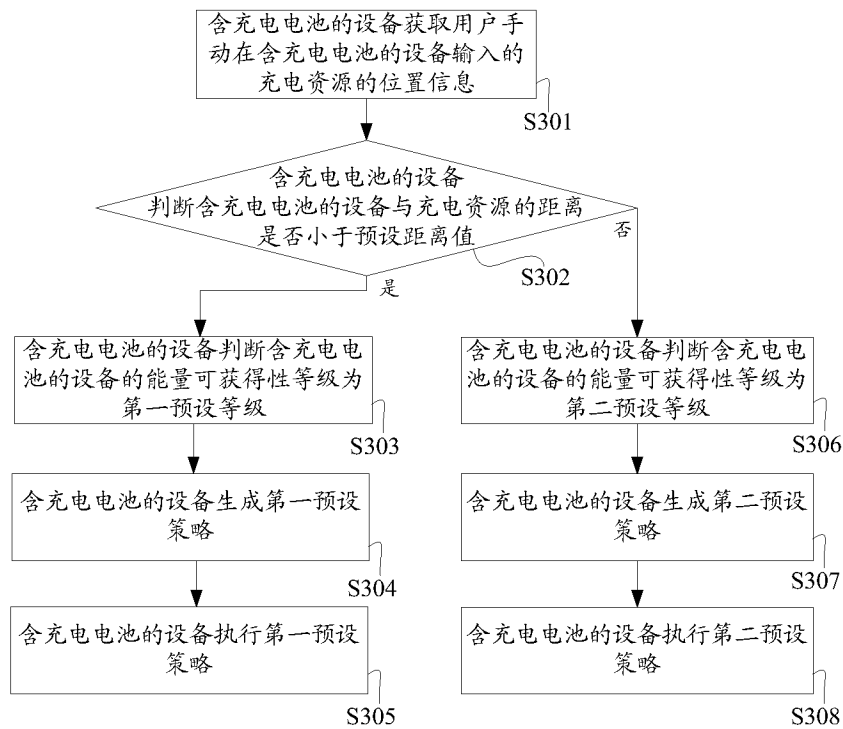 含充电电池的设备获取用户手
动在含充电电池的设备输入的
充电资源的位置信息
S301
含充电电池的设备
判断含充电电池的设备与充电资源的距离
是否小于预设距离值
S302
是
否
含充电电池的设备判断含充电电
池的设备的能量可获得性等级为
第一预设等级
S303
含充电电池的设备生成第一预设
策略
S304
含充电电池的设备执行第一预设
策略
S305
含充电电池的设备判断含充电电
池的设备的能量可获得性等级为
第二预设等级
S306
含充电电池的设备生成第二预设
策略
S307
含充电电池的设备执行第二预设
策略
S308